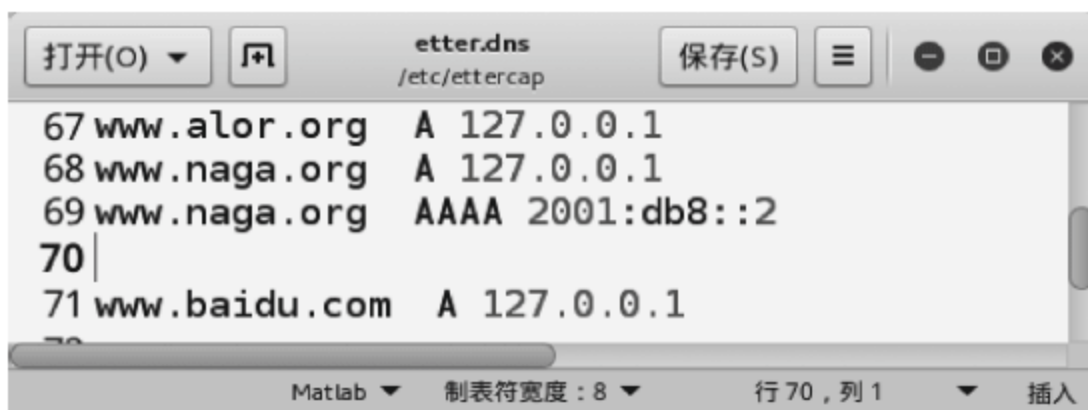 打开(O)
etter.dns
/etc/ettercap
保存(S)
67 www.alor.org  A 127.0.0.1
68 www.naga.org  A 127.0.0.1
69 www.naga.org  AAAA 2001:db8::2
70
71 www.baidu.com  A 127.0.0.1
Matlab
制表符宽度：8
行 70，列 1
插入